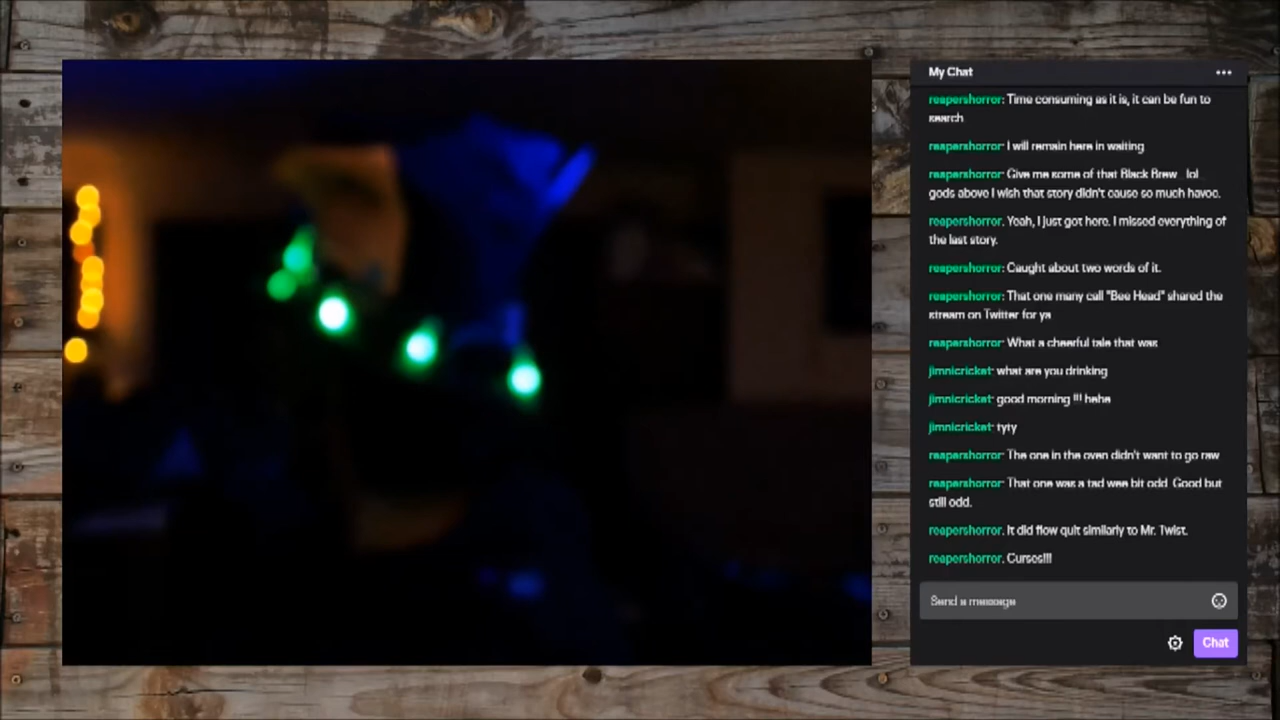 My Chat
reapershorror: Time consuming as it is, it can be fun to
search
reapershorror: I will remain here in waiting
reapershorror: Give me some of that Black Brew.. lol
gods above I wish that story didn't cause so much havoc.
reapershorror: Yeah, I just got here. I missed everything of
the last story.
reapershorror: Caught about two words of it.
reapershorror: That one many call "Bee Head" shared the
stream on Twitter for ya
reapershorror: What a cheerful tale that was
jimnicricket: what are you drinking
jimnicricket: good morning !!! hehe
jimnicricket: tyty
reapershorror: The one in the oven didn't want to go raw
reapershorror: That one was a tad wee bit odd. Good but
still odd.
reapershorror: It did flow quit similarly to Mr. Twist.
reapershorror: Curses!!!
Send a message
Chat